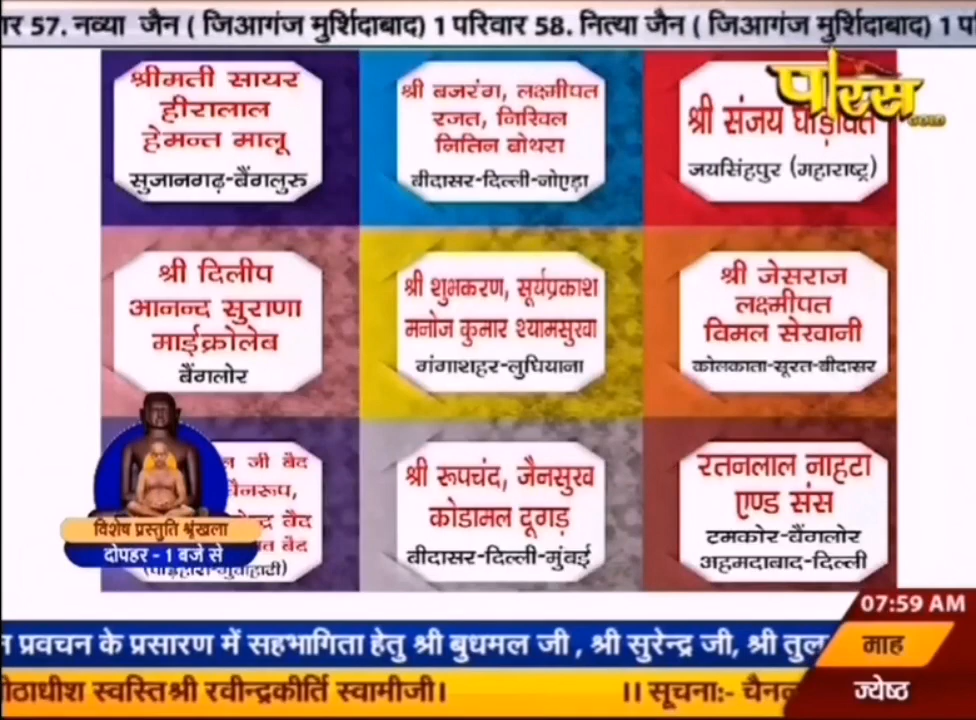 57. नव्या जैन ( जिआगंज मुर्शिदाबाद) 1 परिवार 58. नित्या जैन ( जिआगंज मुर्शिदाबाद) 1
श्रीमती सायर
हीरालाल
हेमन्त मालू
सुजानगढ़-बैंगलुरु
श्री बजरंग, लक्ष्मीपत
रजत, निखिल
नितिन बोथरा
बीदासर-दिल्ली-नोएड़ा
पारस
GOLD
श्री संजय
जयसिंहपुर (महाराष्ट्र)
श्री दिलीप
आनन्द सुराणा
माईक्रोलेब
बैंगलोर
श्री शुभकरण, सूर्यप्रकाश
मनोज कुमार श्यामसुखा
गंगाशहर-लुधियाना
श्री जेसराज
लक्ष्मीपत
विमल सेखानी
कोलकाता-सूरत-बीदासर
जी बैद
बैद
बैद
विशेष प्रस्तुति श्रृंखला
दोपहर - 1 बजे से
श्री रूपचंद, जैनसुख
कोडामल दूगड़
बीदासर-दिल्ली-मुंबई
रतनलाल नाहटा
एण्ड संस
टमकोर-बैंगलोर
अहमदाबाद-दिल्ली
07:59 AM
प्रवचन के प्रसारण में सहभागिता हेतु श्री बुधमल जी , श्री सुरेन्द्र जी, श्री
माह
स्वस्तिश्री रवीन्द्रकीर्ति स्वामीजी। ।। सूचना:-
ज्येष्ठ